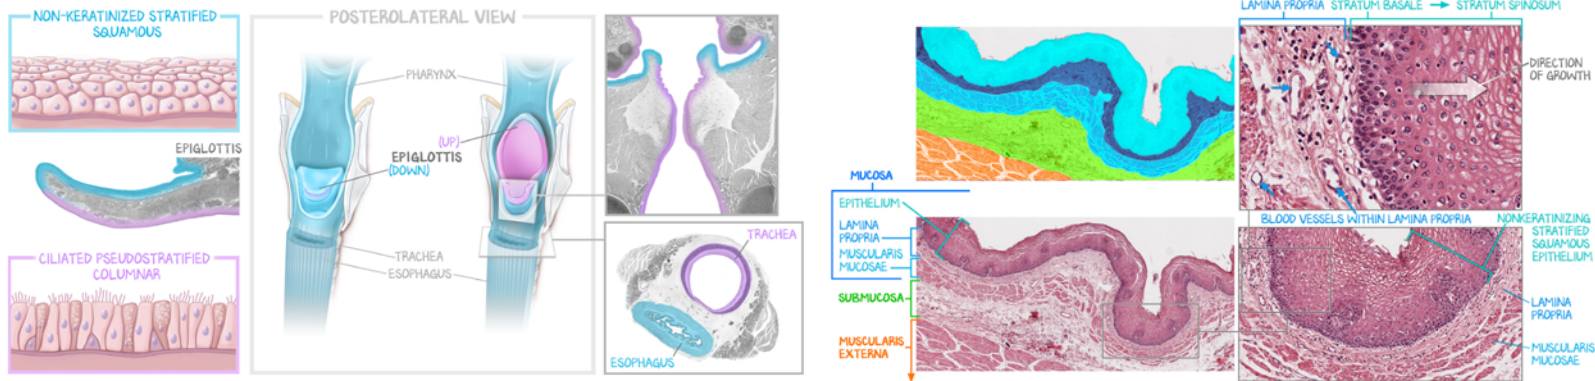 NON-KERATINIZED STRATIFIED
SQUAMOUS
EPIGLOTTIS
CILIATED PSEUDOSTRATIFIED
COLUMNAR
POSTEROLATERAL VIEW
PHARYNX
(UP)
EPIGLOTTIS
(DOWN)
TRACHEA
ESOPHAGUS
TRACHEA
ESOPHAGUS
MUCOSA
EPITHELIUM
LAMINA
PROPRIA
MUSCULARIS
MUCOSAE
SUBMUCOSA
MUSCULARIS
EXTERNA
LAMINA PROPRIA STRATUM BASALE → STRATUM SPINOSUM
DIRECTION
OF GROWTH
BLOOD VESSELS WITHIN LAMINA PROPRIA
NONKERATINIZING
STRATIFIED
SQUAMOUS
EPITHELIUM
LAMINA
PROPRIA
MUSCULARIS
MUCOSAE